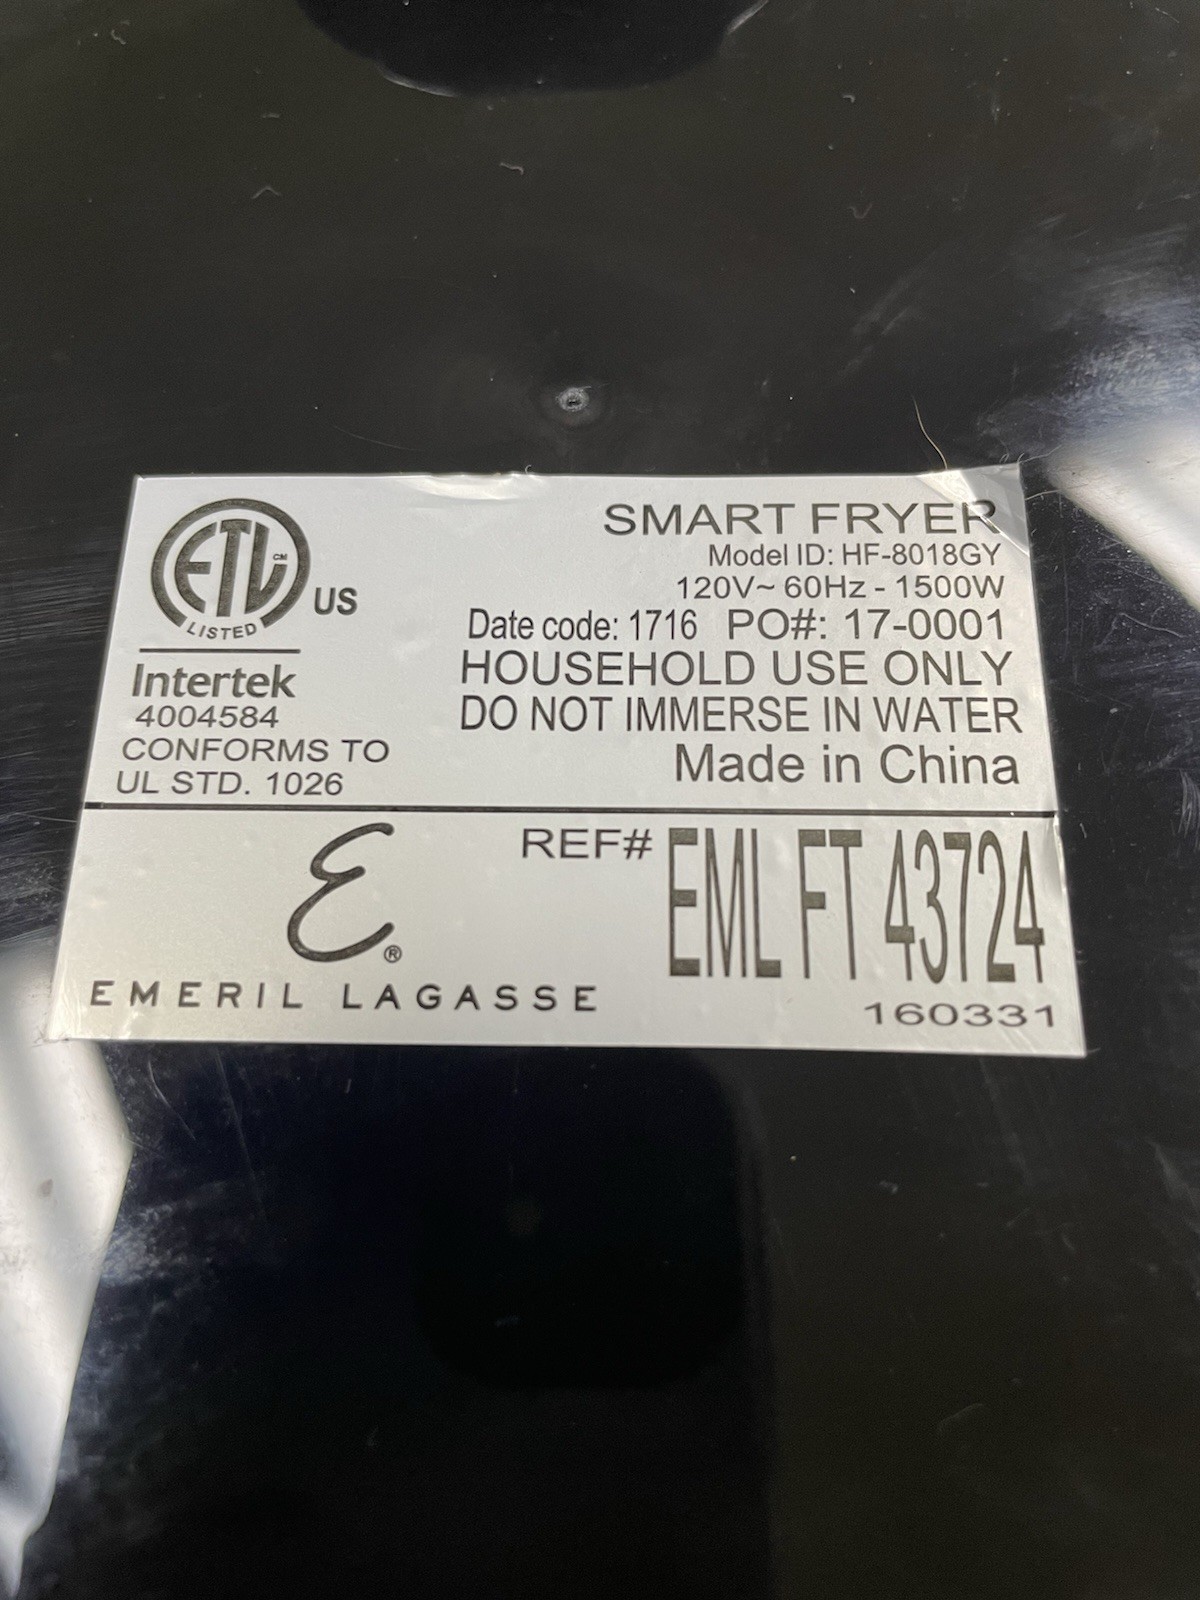 ETL CM
LISTED
US
Intertek
4004584
CONFORMS TO
UL STD. 1026
SMART FRYER
Model ID: HF-8018GY
120V~ 60Hz - 1500W
Date code: 1716 PO#: 17-0001
HOUSEHOLD USE ONLY
DO NOT IMMERSE IN WATER
Made in China
E®
EMERIL LAGASSE
REF# EML FT 43724
160331